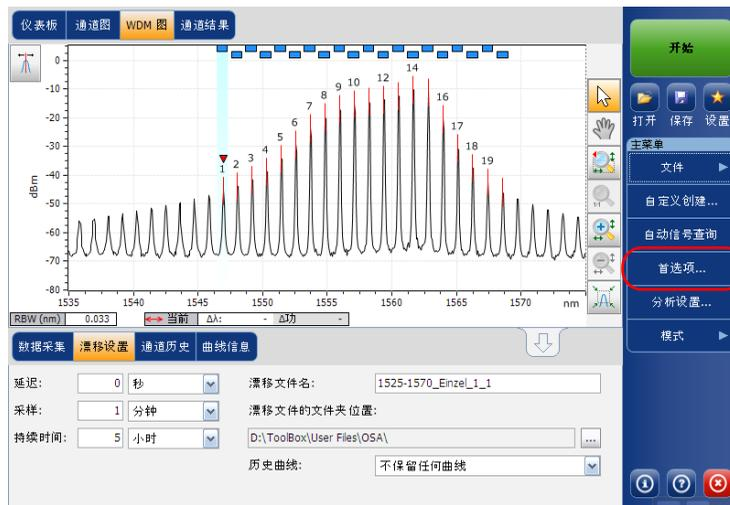 仪表板 通道图 WDM 图 通道结果
0
-10
-20
-30
-40
-50
-60
-70
-80
dBm
1 2 3 4 5 6 7 8 9 10 12 14 16 17 18 19
1535 1540 1545 1550 1555 1560 1565 1570 nm
RBW (nm) 0.033 当前 Δλ: - Δ功 -
1:1
数据采集 漂移设置 通道历史 曲线信息
延迟: 0 秒 漂移文件名: 1525-1570_Einzel_1_1
采样: 1 分钟 漂移文件的文件夹位置:
持续时间: 5 小时 D:\ToolBox\User Files\OSA\ ...
历史曲线: 不保留任何曲线
开始
打开 保存 设置
主菜单
文件
自定义创建...
自动信号查询
首选项...
分析设置...
模式